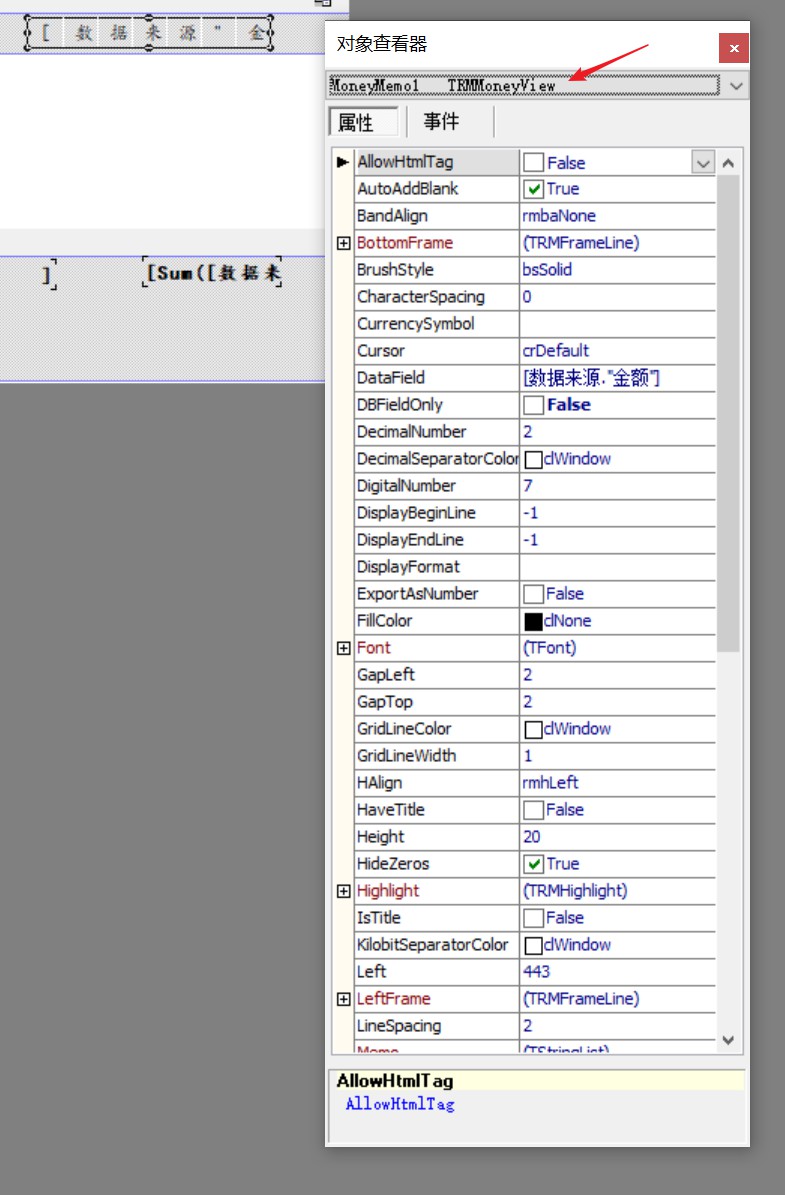 [ 数 据 来 源 " 金
对象查看器
MoneyMemo1 TRMMoneyView
属性 事件
AllowHtmlTag False
AutoAddBlank True
BandAlign rmbaNone
BottomFrame (TRMFrameLine)
BrushStyle bsSolid
CharacterSpacing 0
CurrencySymbol
Cursor crDefault
DataField [数据来源."金额"]
DBFieldOnly False
DecimalNumber 2
DecimalSeparatorColor clWindow
DigitalNumber 7
DisplayBeginLine -1
DisplayEndLine -1
DisplayFormat
ExportAsNumber False
FillColor clNone
Font (TFont)
GapLeft 2
GapTop 2
GridLineColor clWindow
GridLineWidth 1
HAlign rmhLeft
HaveTitle False
Height 20
HideZeros True
Highlight (TRMHighlight)
IsTitle False
KilobitSeparatorColor clWindow
Left 443
LeftFrame (TRMFrameLine)
LineSpacing 2
Memo (TStringList)
] [Sum([数据来
AllowHtmlTag
AllowHtmlTag